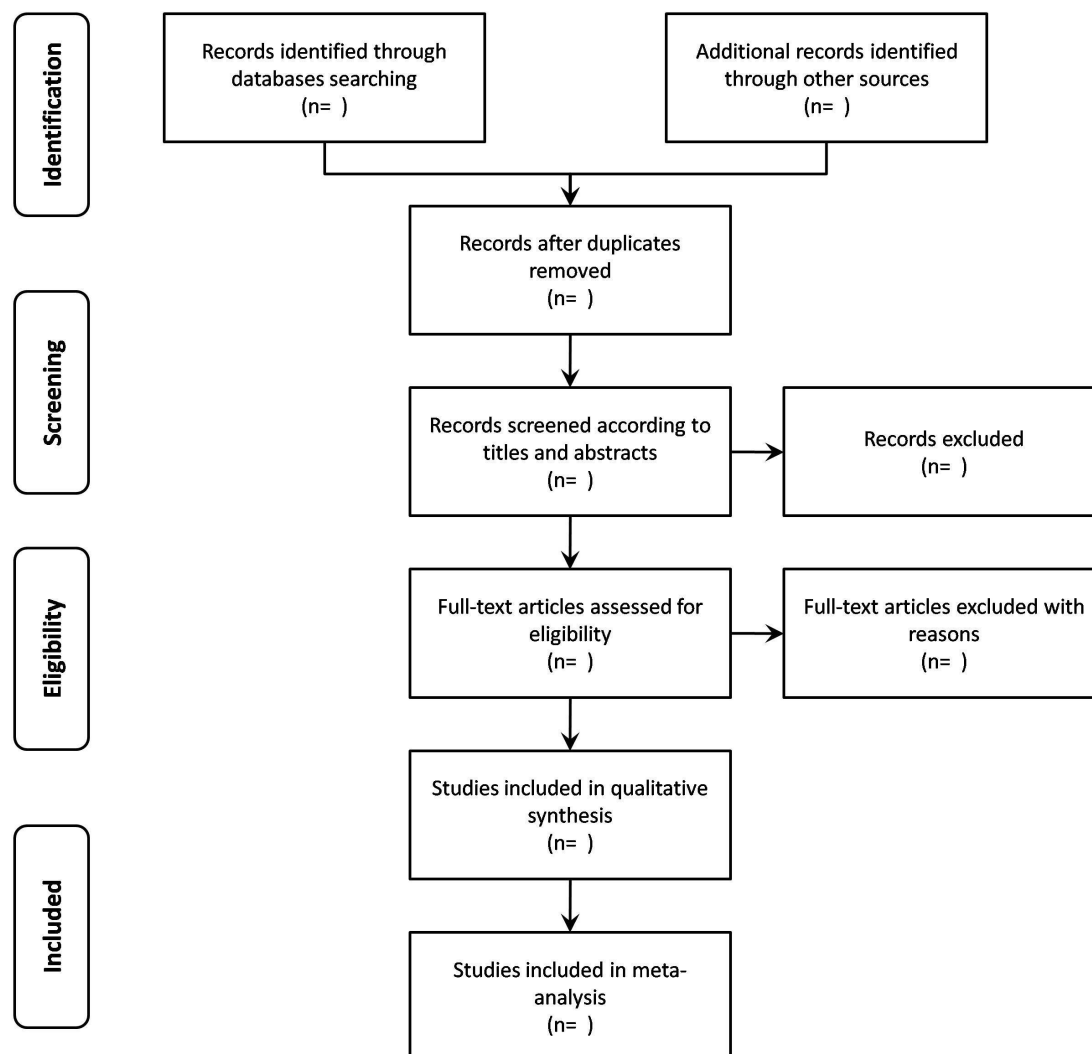 Identification
Records identified through
databases searching
(n=  )
Additional records identified
through other sources
(n=  )
Records after duplicates
removed
(n=  )
Screening
Records screened according to
titles and abstracts
(n=  )
Records excluded
(n=  )
Eligibility
Full-text articles assessed for
eligibility
(n=  )
Full-text articles excluded with
reasons
(n=  )
Studies included in qualitative
synthesis
(n=  )
Included
Studies included in meta-
analysis
(n=  )